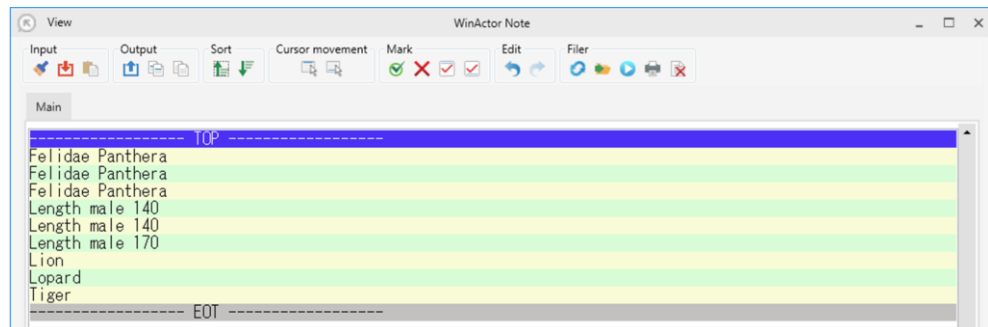 View WinActor Note
Input Output Sort Cursor movement Mark Edit Filer
Main
------------------ TOP ------------------
Felidae Panthera
Felidae Panthera
Felidae Panthera
Length male 140
Length male 140
Length male 170
Lion
Lopard
Tiger
------------------ EOT ------------------